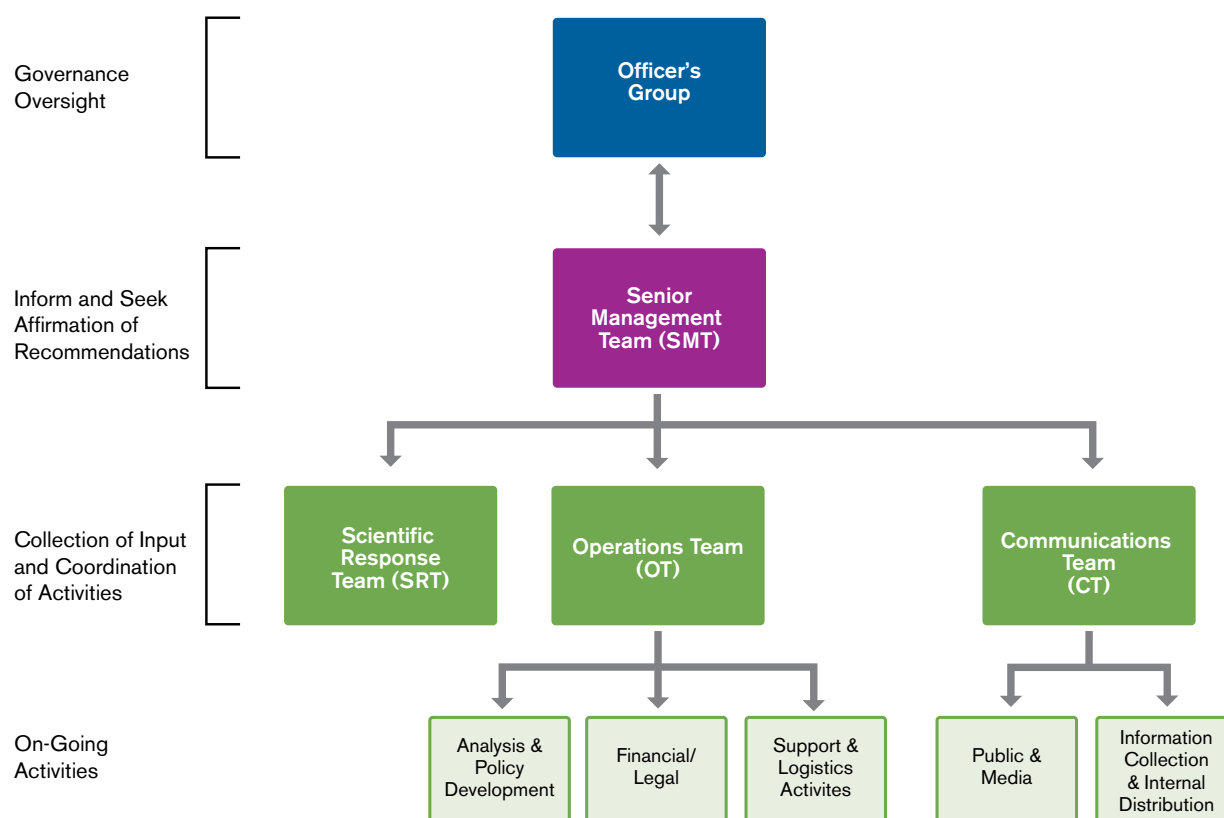 Governance
Oversight
Officer's
Group
Inform and Seek
Affirmation of
Recommendations
Senior
Management
Team (SMT)
Collection of Input
and Coordination
of Activities
Scientific
Response
Team (SRT)
Operations Team
(OT)
Communications
Team
(CT)
On-Going
Activities
Analysis &
Policy
Development
Financial/
Legal
Support &
Logistics
Activites
Public &
Media
Information
Collection
& Internal
Distribution